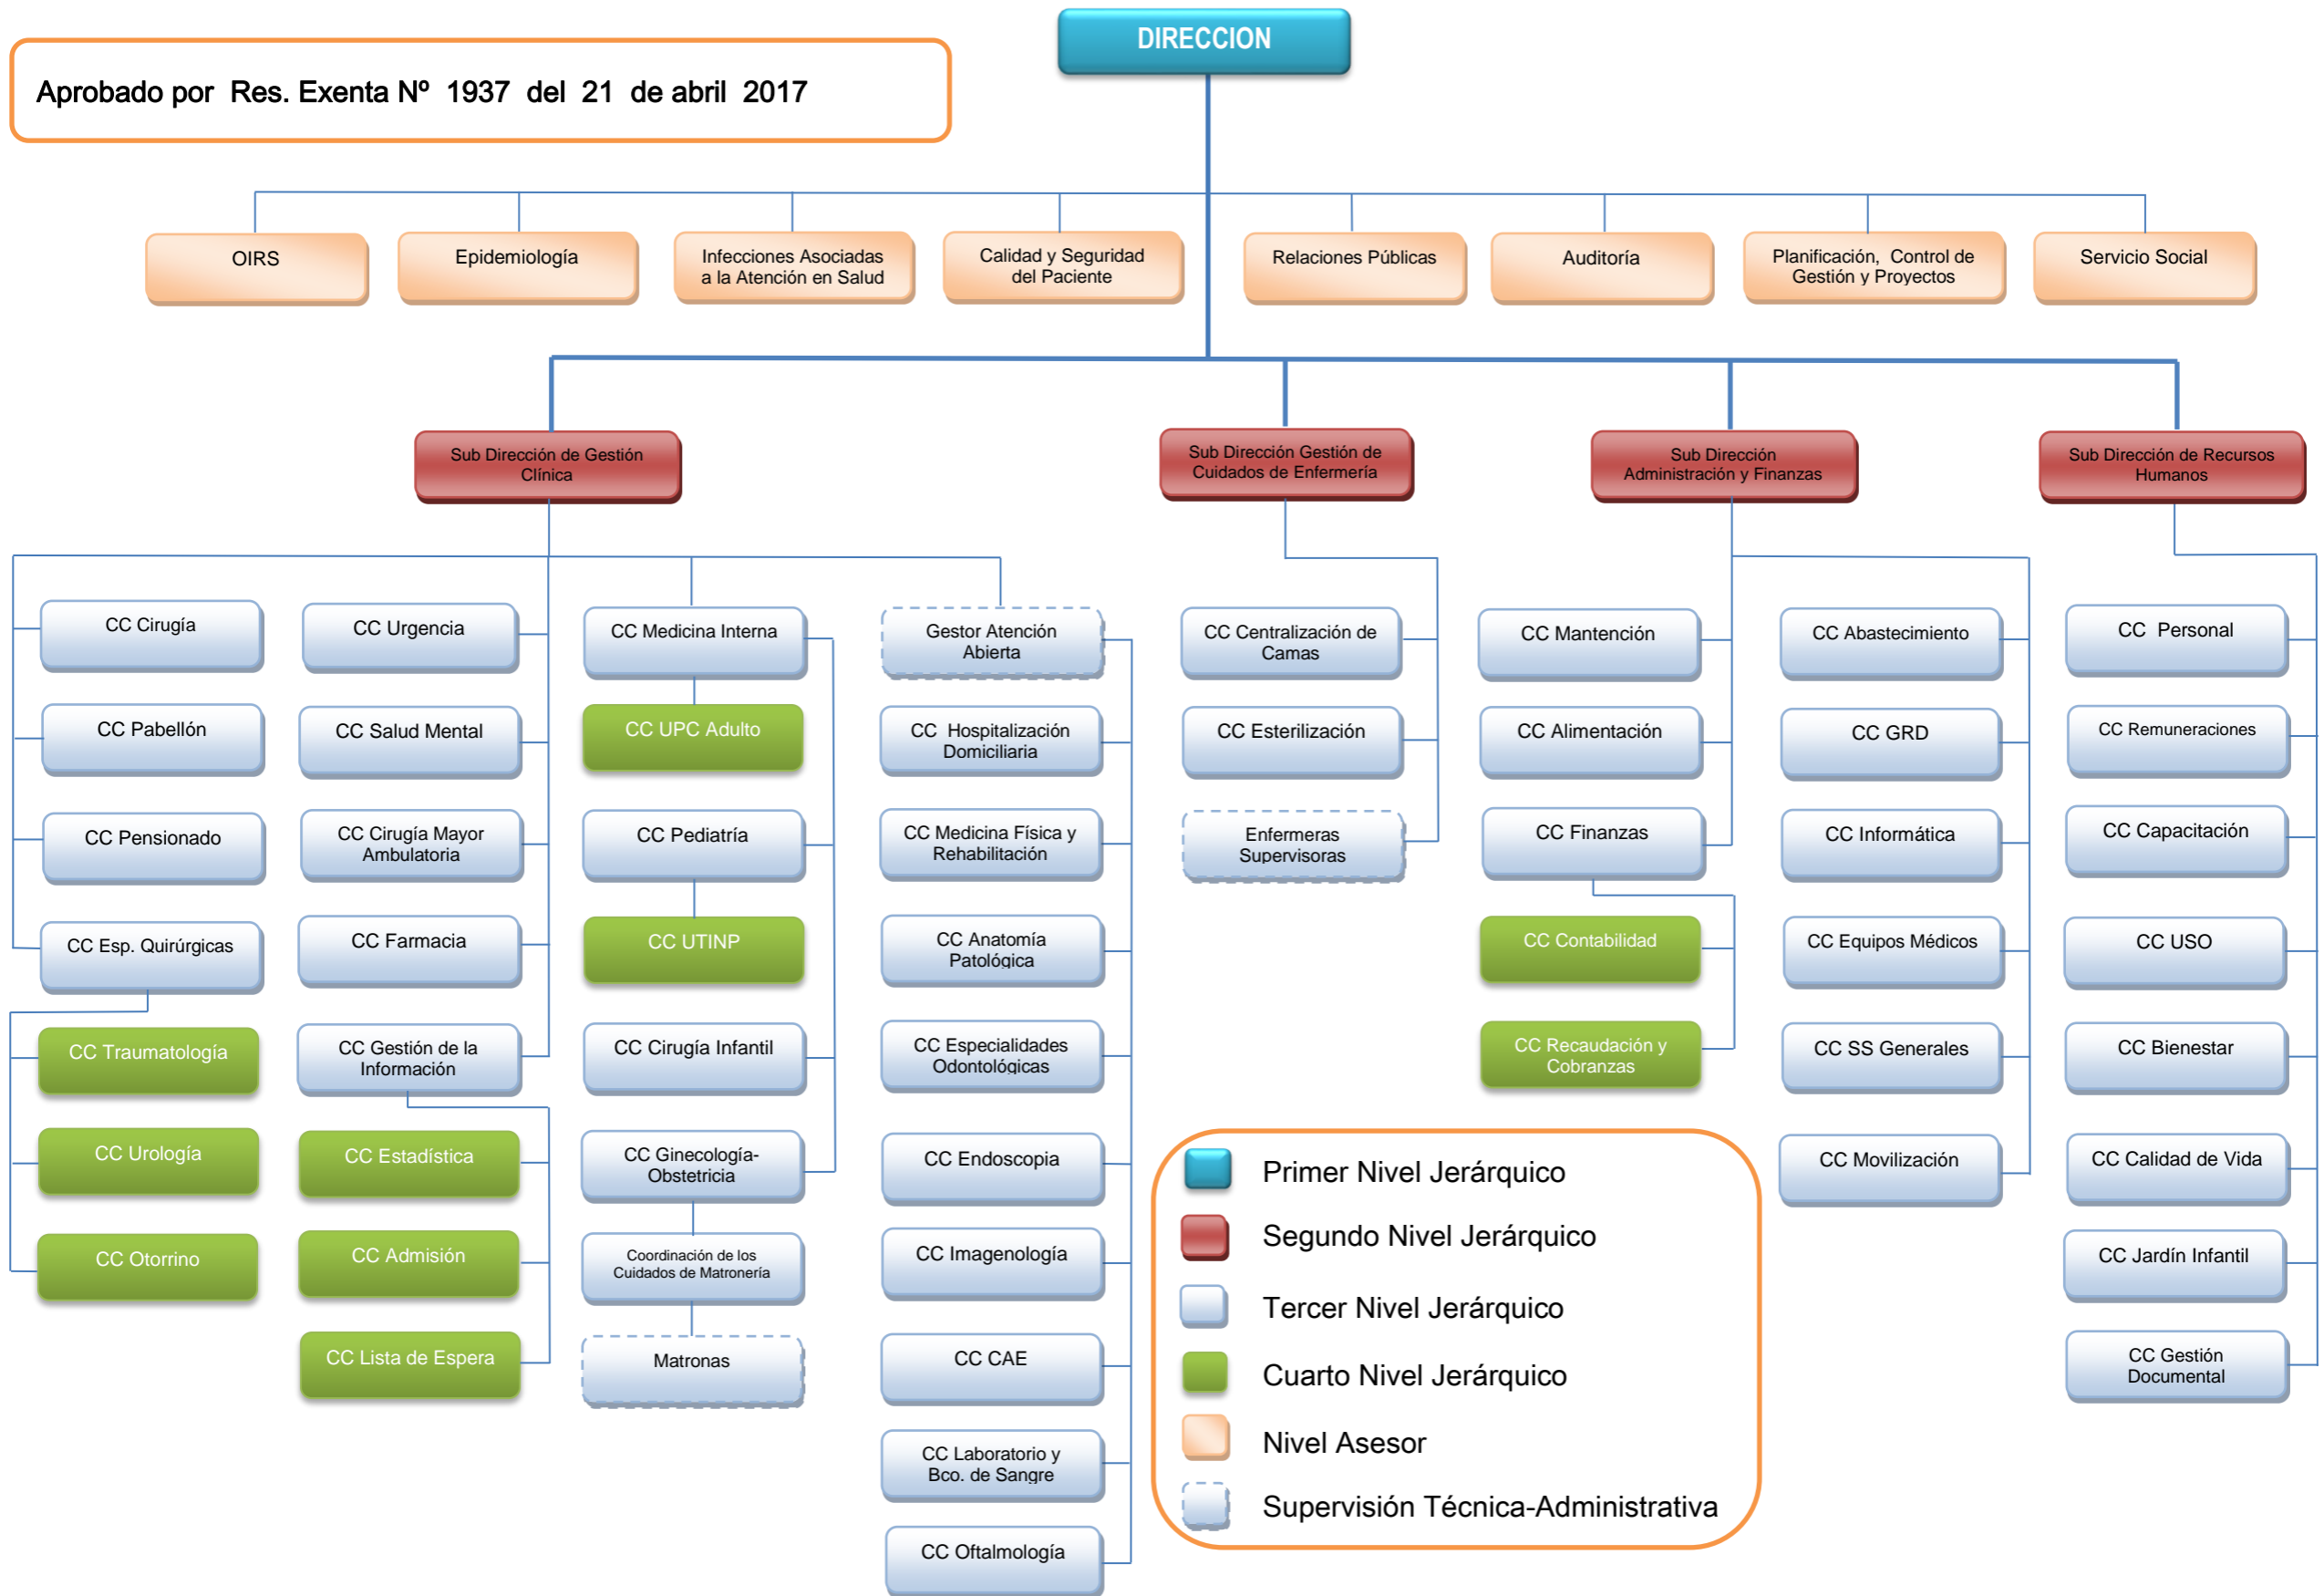 DIRECCION
Aprobado por Res. Exenta Nº 1937 del 21 de abril 2017
OIRS
Epidemiología
Infecciones Asociadas
a la Atención en Salud
Calidad y Seguridad
del Paciente
Relaciones Públicas
Auditoría
Planificación, Control de
Gestión y Proyectos
Servicio Social
Sub Dirección de Gestión
Clínica
Sub Dirección Gestión de
Cuidados de Enfermería
Sub Dirección
Administración y Finanzas
Sub Dirección de Recursos
Humanos
CC Cirugía
CC Pabellón
CC Pensionado
CC Esp. Quirúrgicas
CC Traumatología
CC Urología
CC Otorrino
CC Urgencia
CC Salud Mental
CC Cirugía Mayor
Ambulatoria
CC Farmacia
CC Gestión de la
Información
CC Estadística
CC Admisión
CC Lista de Espera
CC Medicina Interna
CC UPC Adulto
CC Pediatría
CC UTINP
CC Cirugía Infantil
CC Ginecología-
Obstetricia
Coordinación de los
Cuidados de Matronería
Matronas
Gestor Atención
Abierta
CC Hospitalización
Domiciliaria
CC Medicina Física y
Rehabilitación
CC Anatomía
Patológica
CC Especialidades
Odontológicas
CC Endoscopia
CC Imagenología
CC CAE
CC Laboratorio y
Bco. de Sangre
CC Oftalmología
CC Centralización de
Camas
CC Esterilización
Enfermeras
Supervisoras
CC Mantención
CC Alimentación
CC Finanzas
CC Contabilidad
CC Recaudación y
Cobranzas
CC Abastecimiento
CC GRD
CC Informática
CC Equipos Médicos
CC SS Generales
CC Movilización
CC Personal
CC Remuneraciones
CC Capacitación
CC USO
CC Bienestar
CC Calidad de Vida
CC Jardín Infantil
CC Gestión
Documental
Primer Nivel Jerárquico
Segundo Nivel Jerárquico
Tercer Nivel Jerárquico
Cuarto Nivel Jerárquico
Nivel Asesor
Supervisión Técnica-Administrativa